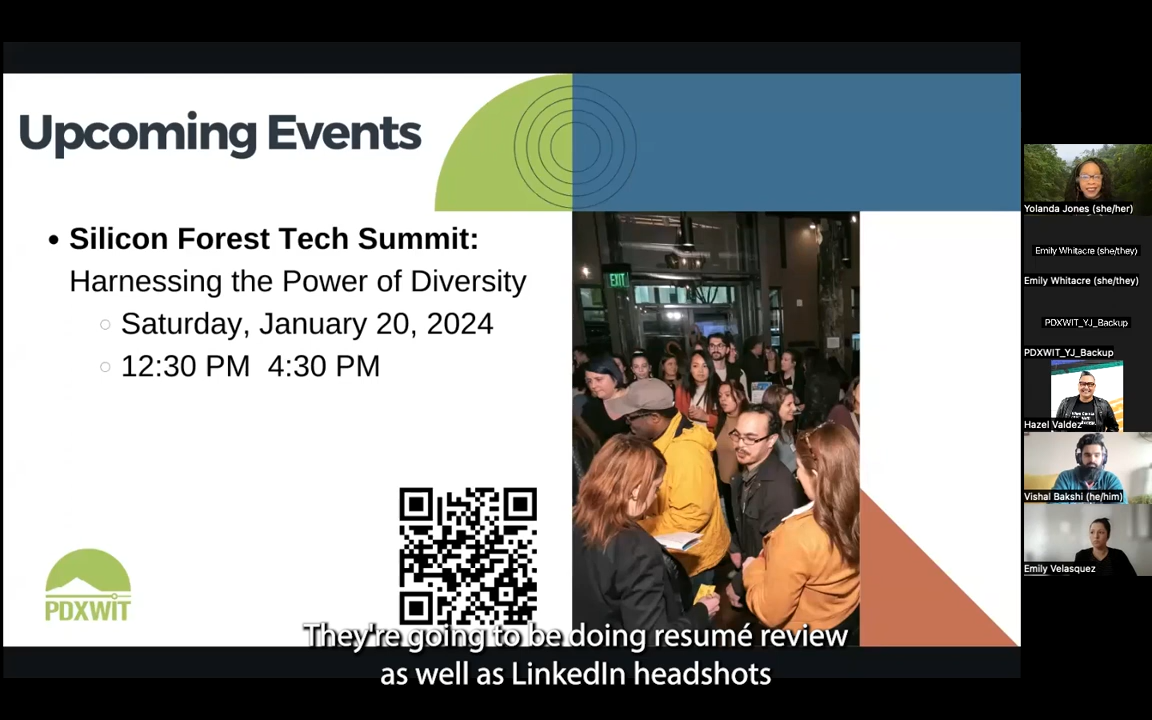 Upcoming Events
• Silicon Forest Tech Summit:
Harnessing the Power of Diversity
○ Saturday, January 20, 2024
○ 12:30 PM  4:30 PM
EXIT
PDXWIT
They're going to be doing resumé review
as well as LinkedIn headshots
Yolanda Jones (she/her)
Emily Whitacre (she/they)
Emily Whitacre (she/they)
PDXWIT_YJ_Backup
PDXWIT_YJ_Backup
Hazel Valdez
Vishal Bakshi (he/him)
Emily Velasquez